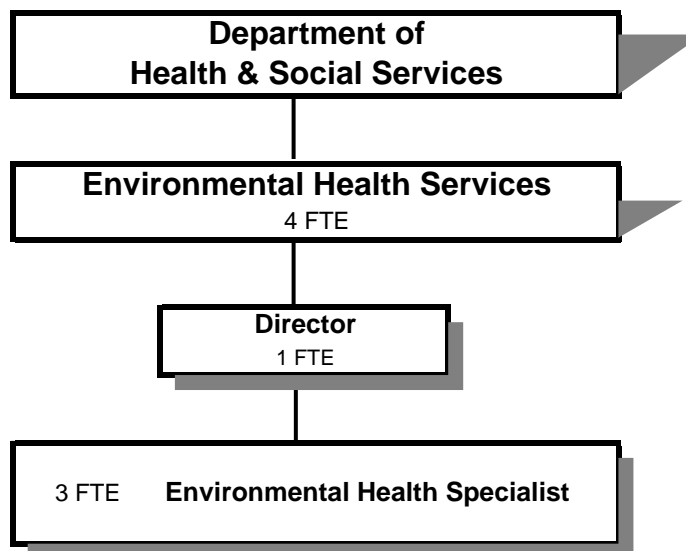 Department of
Health & Social Services
Environmental Health Services
4 FTE
Director
1 FTE
3 FTE Environmental Health Specialist